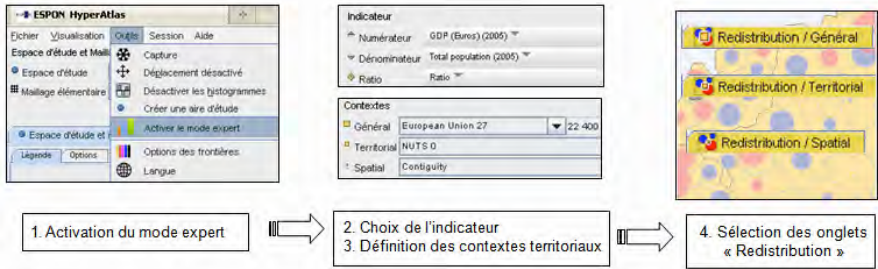 ESPON HyperAtlas
Fichier Visualisation Outils Session Aide
Espace d'étude et Maill
Espace d'étude
Maillage élémentaire
Espace d'étude et
Légende Options
Capture
Déplacement désactivé
Désactiver les histogrammes
Créer une aire d'étude
Activer le mode expert
Options des frontières
Langue
Indicateur
Numérateur GDP (Euros) (2005)
Dénominateur Total population (2005)
Ratio Ratio
Contextes
Général European Union 27 22 400
Territorial NUTS 0
Spatial Contiguity
Redistribution / Général
Redistribution / Territorial
Redistribution / Spatial
1. Activation du mode expert
2. Choix de l'indicateur
3. Définition des contextes territoriaux
4. Sélection des onglets
« Redistribution »